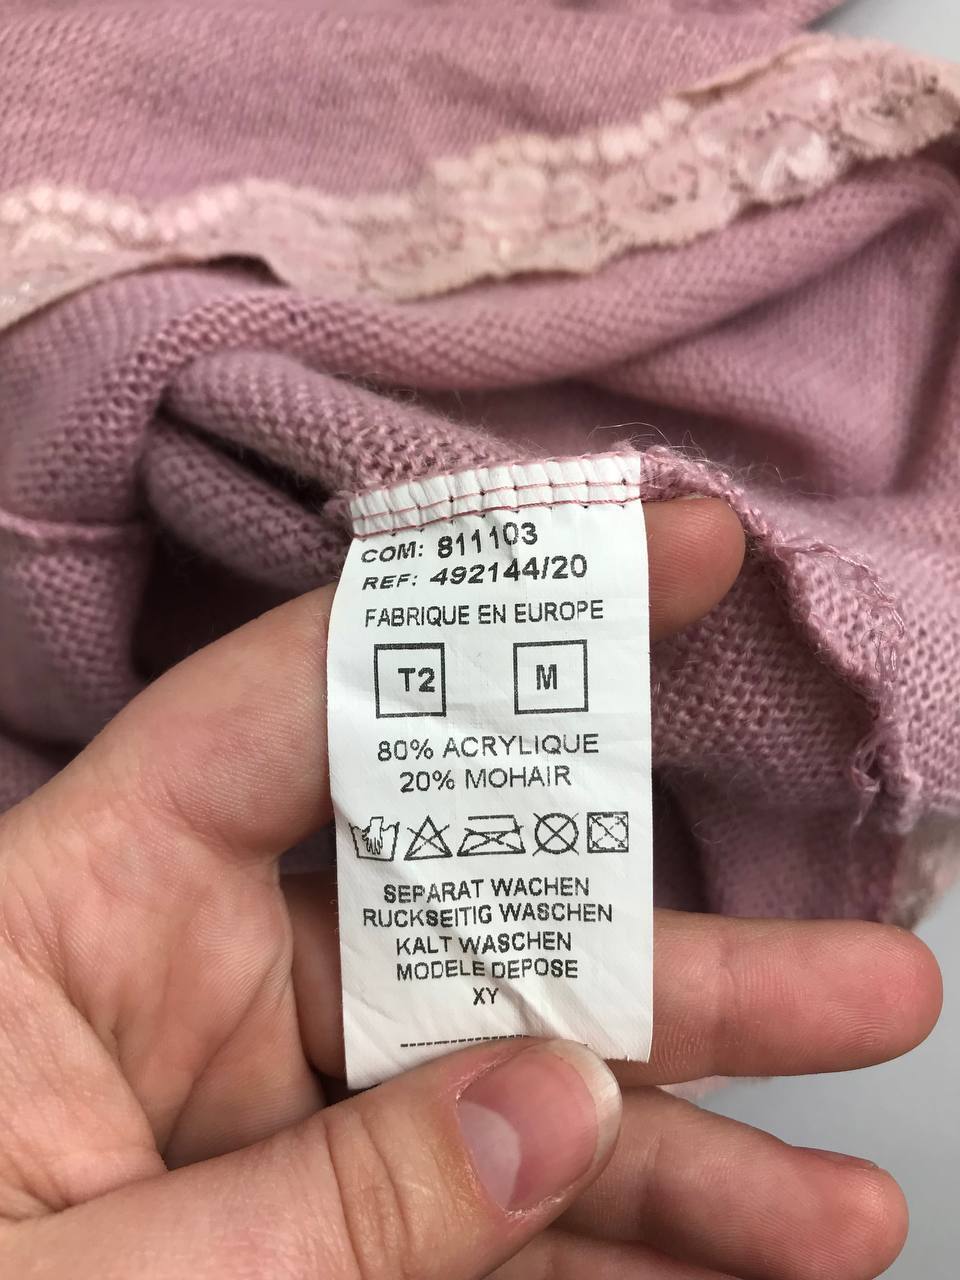 COM: 811103
REF: 492144/20
FABRIQUE EN EUROPE
T2 M
80% ACRYLIQUE
20% MOHAIR
SEPARAT WACHEN
RUCKSEITIG WASCHEN
KALT WASCHEN
MODELE DEPOSE
XY